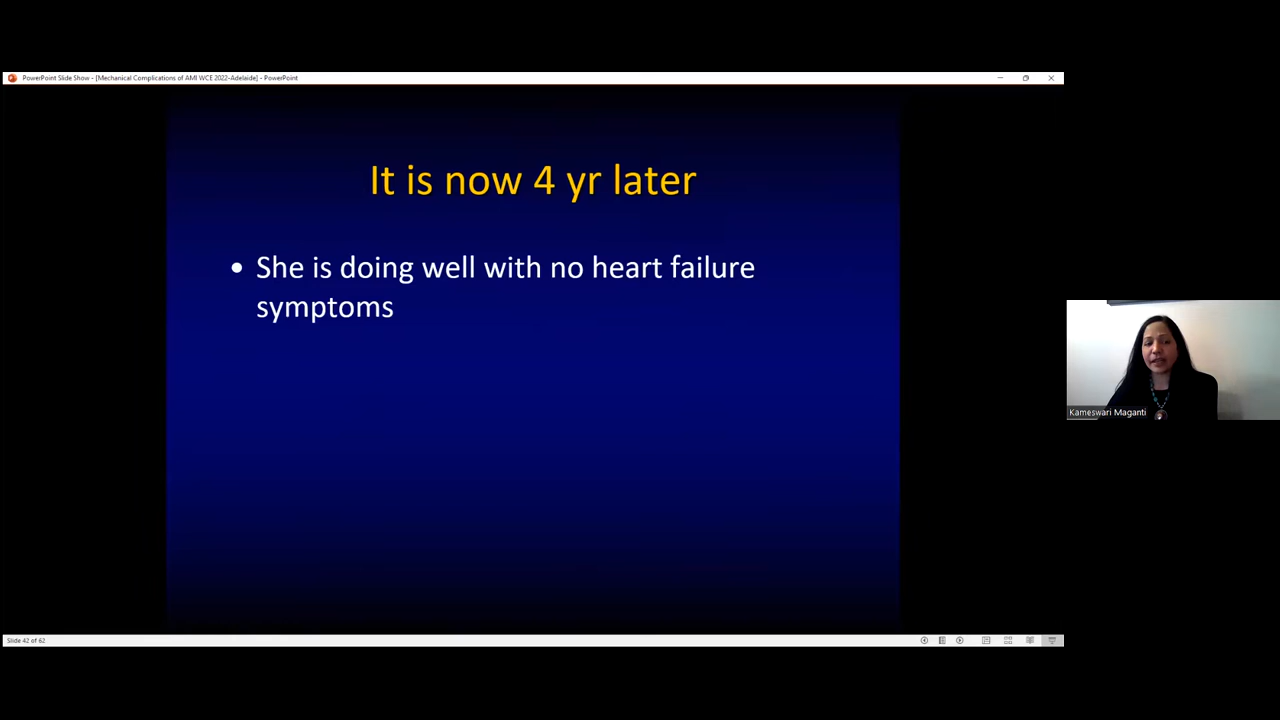 PowerPoint Slide Show - [Mechanical Complications of AMI WCE 2022-Adelaide] - PowerPoint
It is now 4 yr later
• She is doing well with no heart failure
symptoms
Kameswari Maganti
Slide 42 of 62